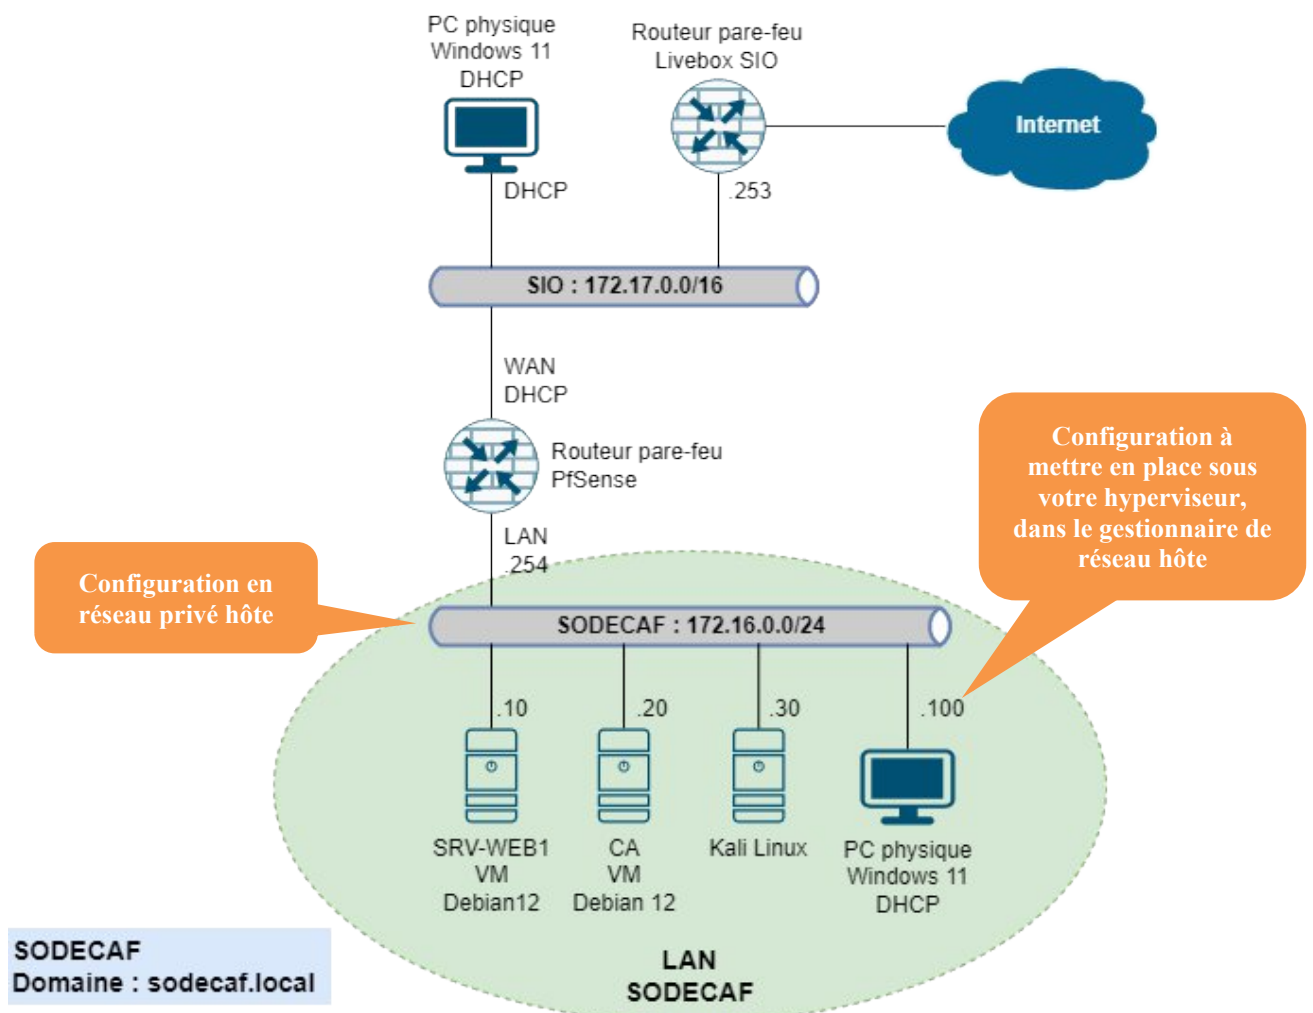 PC physique
Windows 11
DHCP
Routeur pare-feu
Livebox SIO
Internet
DHCP
.253
SIO : 172.17.0.0/16
WAN
DHCP
Routeur pare-feu
PfSense
Configuration à
mettre en place sous
votre hyperviseur,
dans le gestionnaire de
réseau hôte
LAN
.254
Configuration en
réseau privé hôte
SODECAF : 172.16.0.0/24
.10
.20
.30
.100
SRV-WEB1
VM
Debian12
CA
VM
Debian 12
Kali Linux
PC physique
Windows 11
DHCP
SODECAF
Domaine : sodecaf.local
LAN
SODECAF